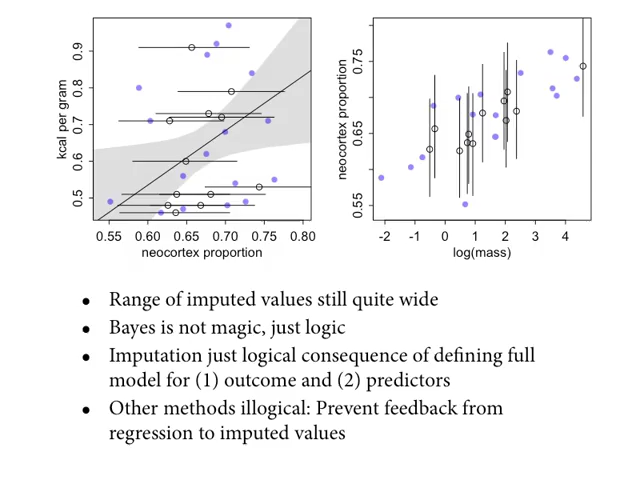 kcal per gram
0.5 0.6 0.7 0.8 0.9
0.55 0.60 0.65 0.70 0.75 0.80
neocortex proportion
neocortex proportion
0.55 0.65 0.75
-2 -1 0 1 2 3 4
log(mass)
• Range of imputed values still quite wide
• Bayes is not magic, just logic
• Imputation just logical consequence of defining full
model for (1) outcome and (2) predictors
• Other methods illogical: Prevent feedback from
regression to imputed values